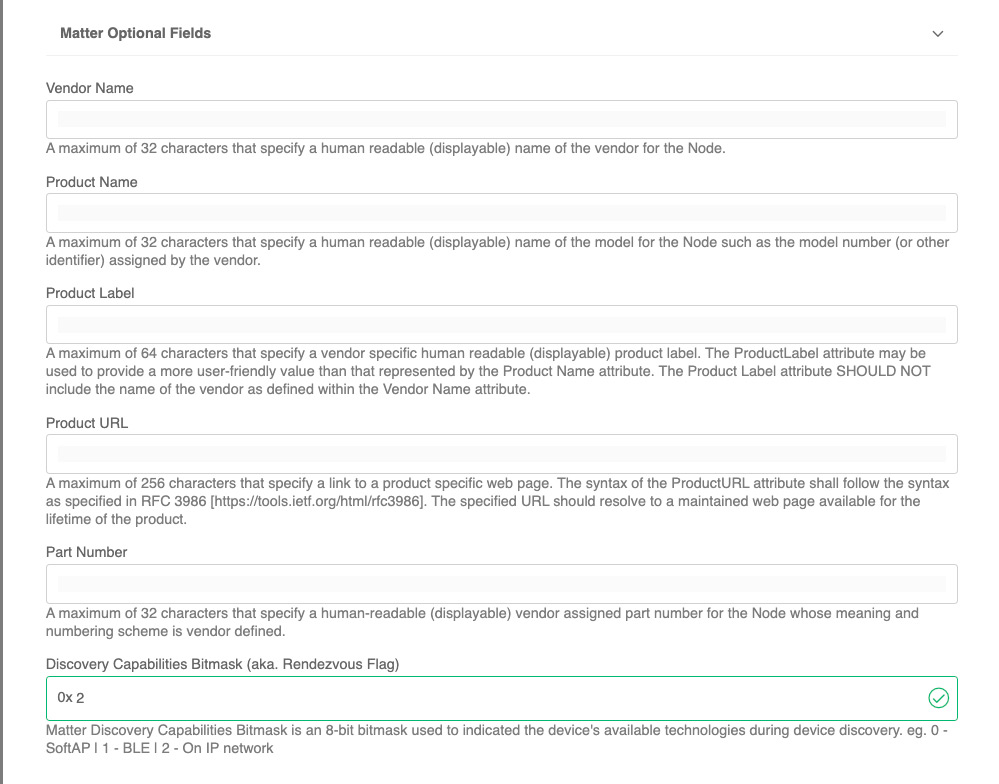 Matter Optional Fields
Vendor Name
A maximum of 32 characters that specify a human readable (displayable) name of the vendor for the Node.
Product Name
A maximum of 32 characters that specify a human readable (displayable) name of the model for the Node such as the model number (or other
identifier) assigned by the vendor.
Product Label
A maximum of 64 characters that specify a vendor specific human readable (displayable) product label. The ProductLabel attribute may be
used to provide a more user-friendly value than that represented by the Product Name attribute. The Product Label attribute SHOULD NOT
include the name of the vendor as defined within the Vendor Name attribute.
Product URL
A maximum of 256 characters that specify a link to a product specific web page. The syntax of the ProductURL attribute shall follow the syntax
as specified in RFC 3986 [https://tools.ietf.org/html/rfc3986]. The specified URL should resolve to a maintained web page available for the
lifetime of the product.
Part Number
A maximum of 32 characters that specify a human-readable (displayable) vendor assigned part number for the Node whose meaning and
numbering scheme is vendor defined.
Discovery Capabilities Bitmask (aka. Rendezvous Flag)
0x 2
Matter Discovery Capabilities Bitmask is an 8-bit bitmask used to indicated the device's available technologies during device discovery. eg. 0 -
SoftAP | 1 - BLE | 2 - On IP network